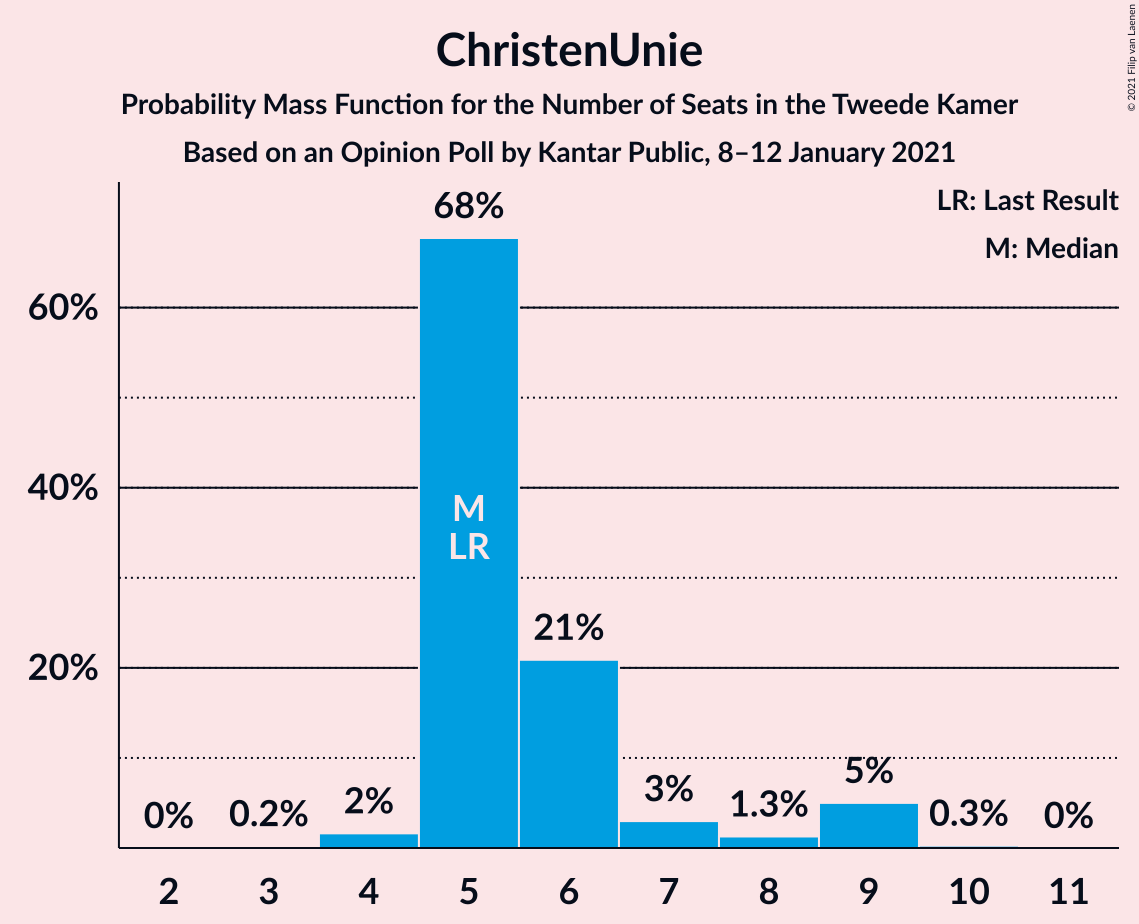 ChristenUnie
Probability Mass Function for the Number of Seats in the Tweede Kamer
Based on an Opinion Poll by Kantar Public, 8–12 January 2021
© 2021 Filip van Laenen
LR: Last Result
M: Median
60%
40%
20%
0%
0.2%
2%
68%
M
LR
21%
3%
1.3%
5%
0.3%
0%
2
3
4
5
6
7
8
9
10
11